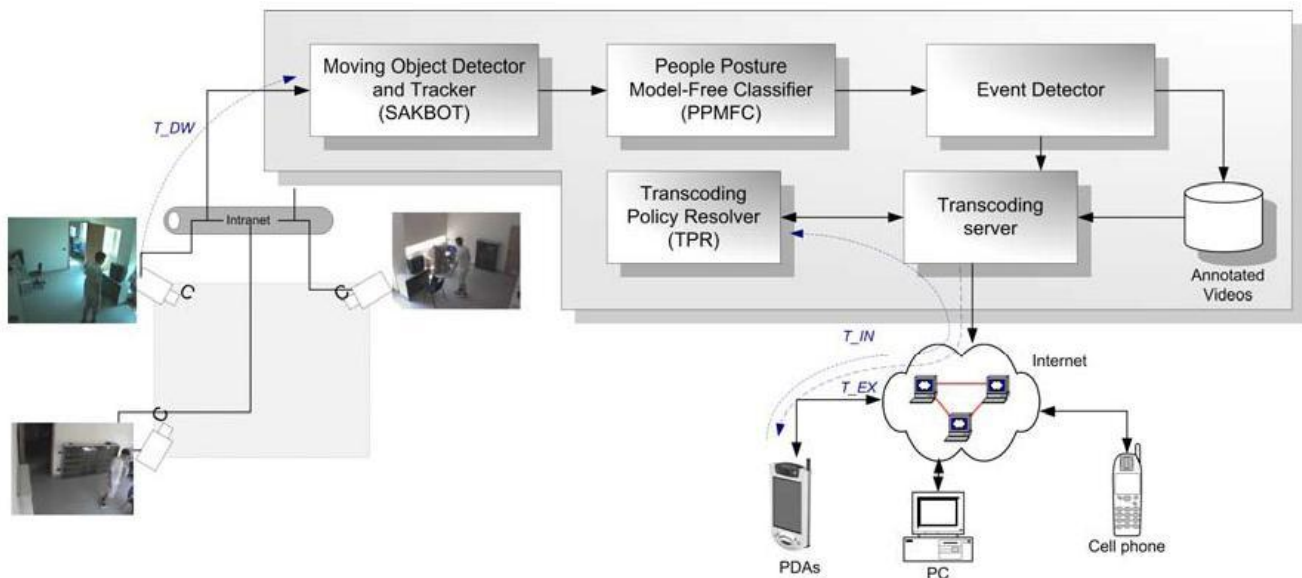 Moving Object Detector
and Tracker
(SAKBOT)
People Posture
Model-Free Classifier
(PPMFC)
Event Detector
T_DW
Intranet
Transcoding
Policy Resolver
(TPR)
Transcoding
server
Annotated
Videos
T_IN
T_EX
Internet
PDAs
PC
Cell phone